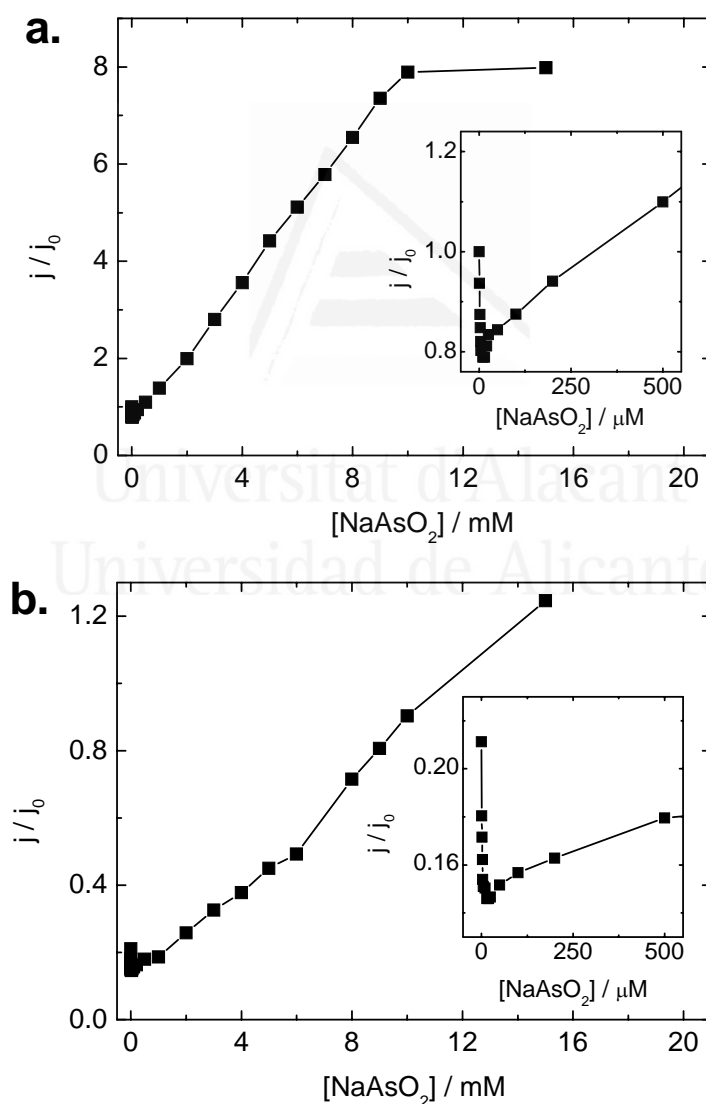 a.
8
6
4
2
0
j / j₀
0 4 8 12 16 20
[NaAsO₂] / mM
1.2
1.0
0.8
j / j₀
0 250 500
[NaAsO₂] / μM
Universitat d'Alacant
Universidad de Alicante
b.
1.2
0.8
0.4
0.0
j / j₀
0 4 8 12 16 20
[NaAsO₂] / mM
0.20
0.16
j / j₀
0 250 500
[NaAsO₂] / μM